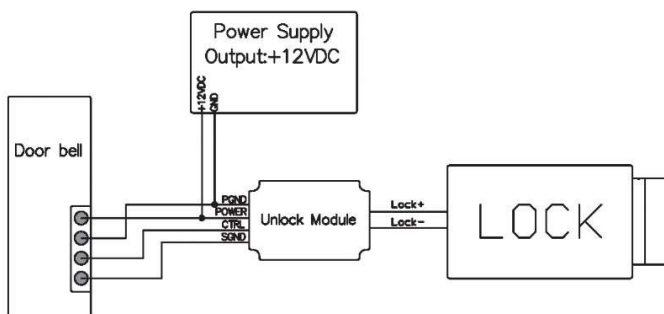 Power Supply
Output:+12VDC
+12VDC
GND
Door bell
PGND
POWER
CTRL
SGND
Unlock Module
Lock+
Lock-
LOCK